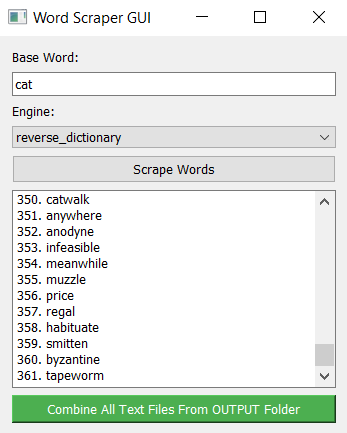 Word Scraper GUI
Base Word:
cat
Engine:
reverse_dictionary
Scrape Words
350. catwalk
351. anywhere
352. anodyne
353. infeasible
354. meanwhile
355. muzzle
356. price
357. regal
358. habituate
359. smitten
360. byzantine
361. tapeworm
Combine All Text Files From OUTPUT Folder